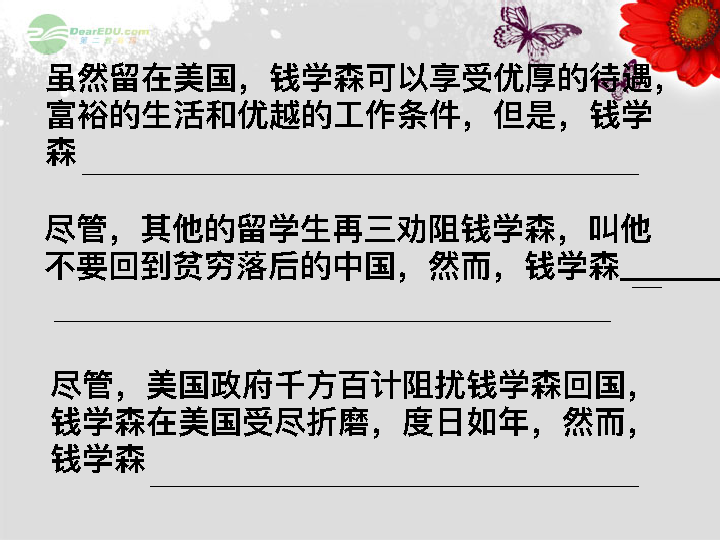 DearEDU.com
第二教育网
虽然留在美国，钱学森可以享受优厚的待遇，
富裕的生活和优越的工作条件，但是，钱学
森
尽管，其他的留学生再三劝阻钱学森，叫他
不要回到贫穷落后的中国，然而，钱学森
尽管，美国政府千方百计阻扰钱学森回国，
钱学森在美国受尽折磨，度日如年，然而，
钱学森